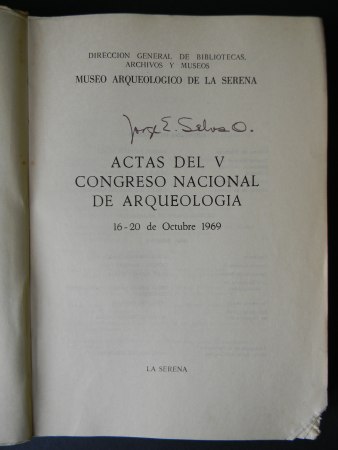 DIRECCION GENERAL DE BIBLIOTECAS,
ARCHIVOS Y MUSEOS
MUSEO ARQUEOLOGICO DE LA SERENA
Jorge E. Selva O.
ACTAS DEL V
CONGRESO NACIONAL
DE ARQUEOLOGIA
16-20 de Octubre 1969
LA SERENA